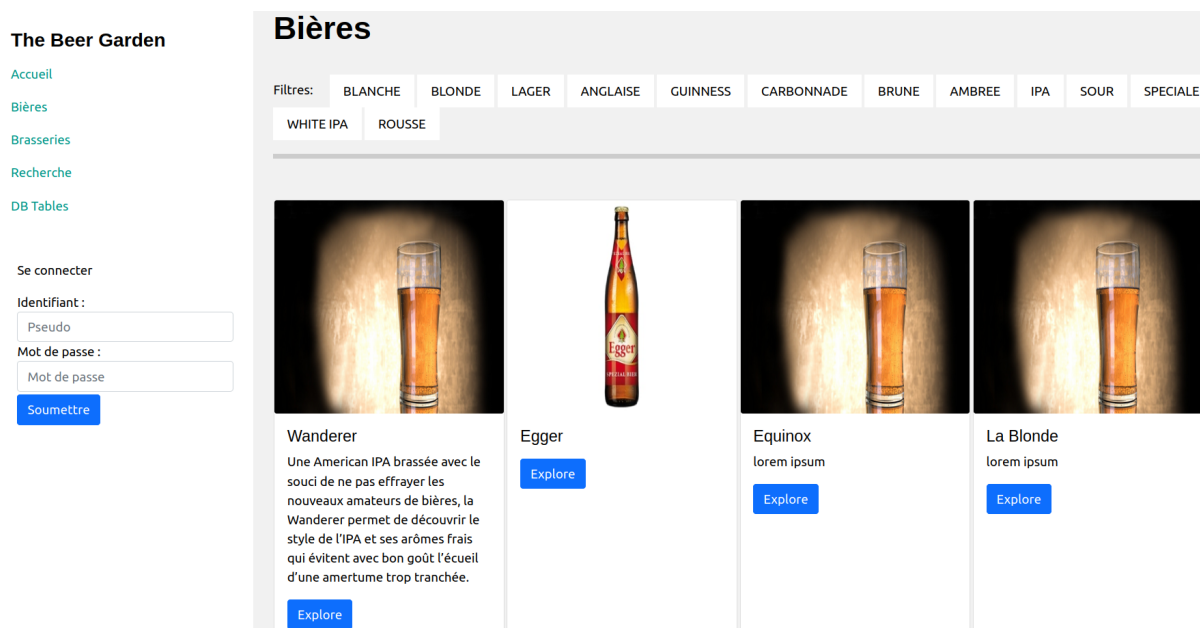 The Beer Garden
Accueil
Bières
Brasseries
Recherche
DB Tables
Se connecter
Identifiant :
Pseudo
Mot de passe :
Mot de passe
Soumettre
Bières
Filtres: BLANCHE BLONDE LAGER ANGLAISE GUINNESS CARBONNADE BRUNE AMBREE IPA SOUR SPECIALE
WHITE IPA ROUSSE
Egger
SPEZIAL BIER
Wanderer
Une American IPA brassée avec le
souci de ne pas effrayer les
nouveaux amateurs de bières, la
Wanderer permet de découvrir le
style de l’IPA et ses arômes frais
qui évitent avec bon goût l’écueil
d’une amertume trop tranchée.
Explore
Egger
Explore
Equinox
lorem ipsum
Explore
La Blonde
lorem ipsum
Explore